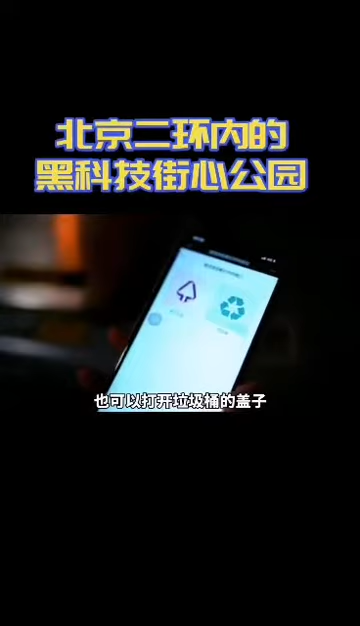 北京二环内的
黑科技街心公园
也可以打开垃圾桶的盖子